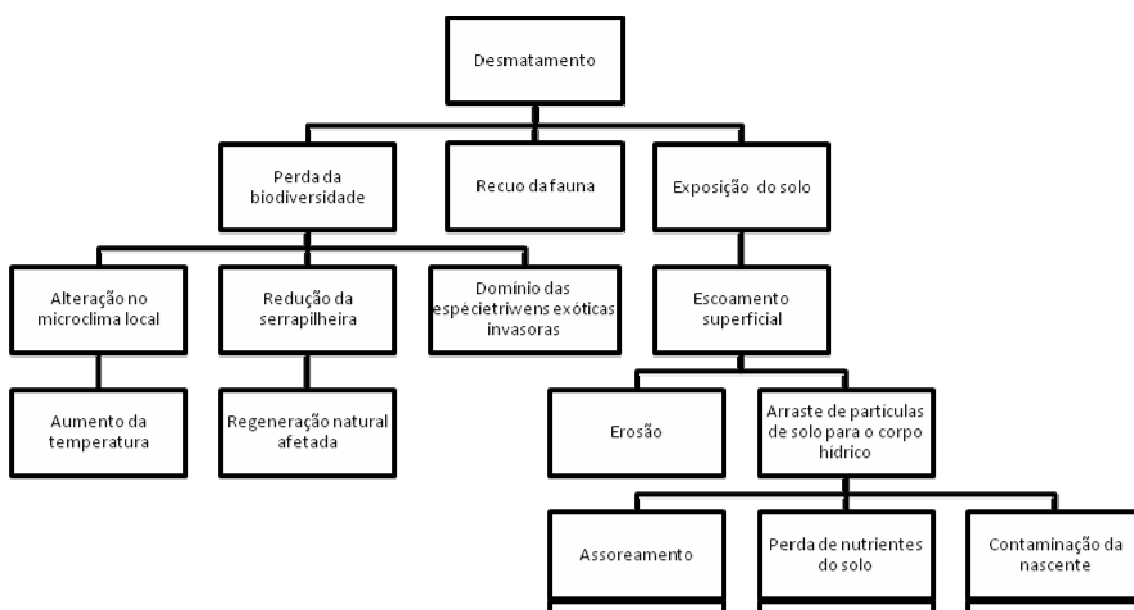 Desmatamento
Perda da
biodiversidade
Recuo da fauna
Exposição do solo
Alteração no
microclima local
Redução da
serrapilheira
Domínio das
espécietrivens exóticas
invasoras
Escoamento
superficial
Aumento da
temperatura
Regeneração natural
afetada
Erosão
Arraste de partículas
de solo para o corpo
hídrico
Assoreamento
Perda de nutrientes
do solo
Contaminação da
nascente